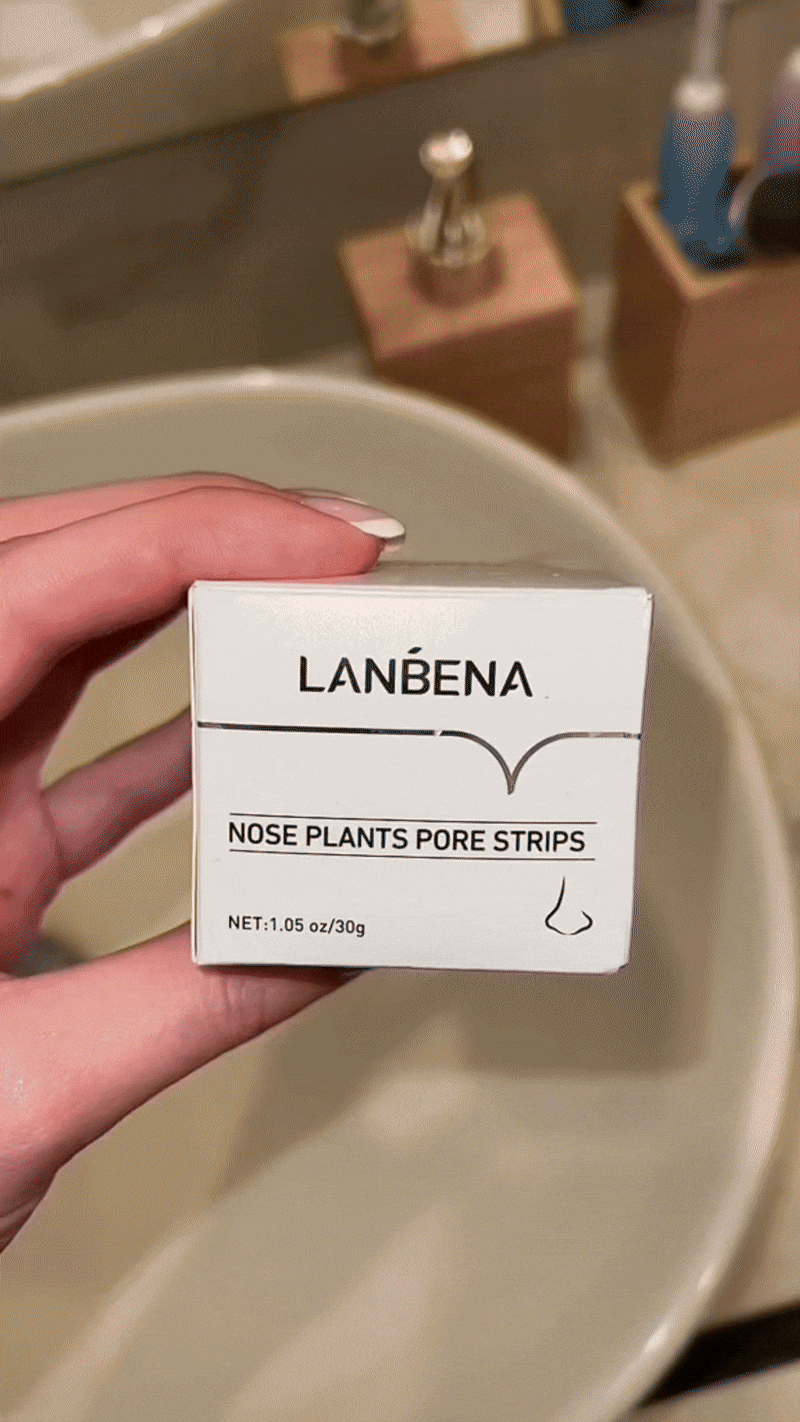 LANBENA
NOSE PLANTS PORE STRIPS
NET:1.05 oz/30g